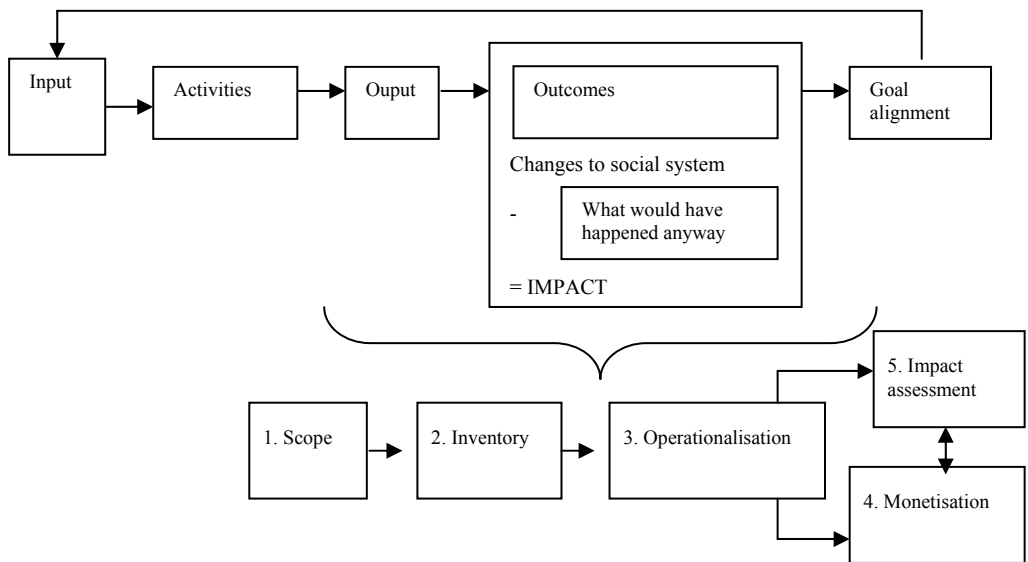 Input
Activities
Ouput
Outcomes
Goal
alignment
Changes to social system
-
What would have
happened anyway
= IMPACT
1. Scope
2. Inventory
3. Operationalisation
5. Impact
assessment
4. Monetisation